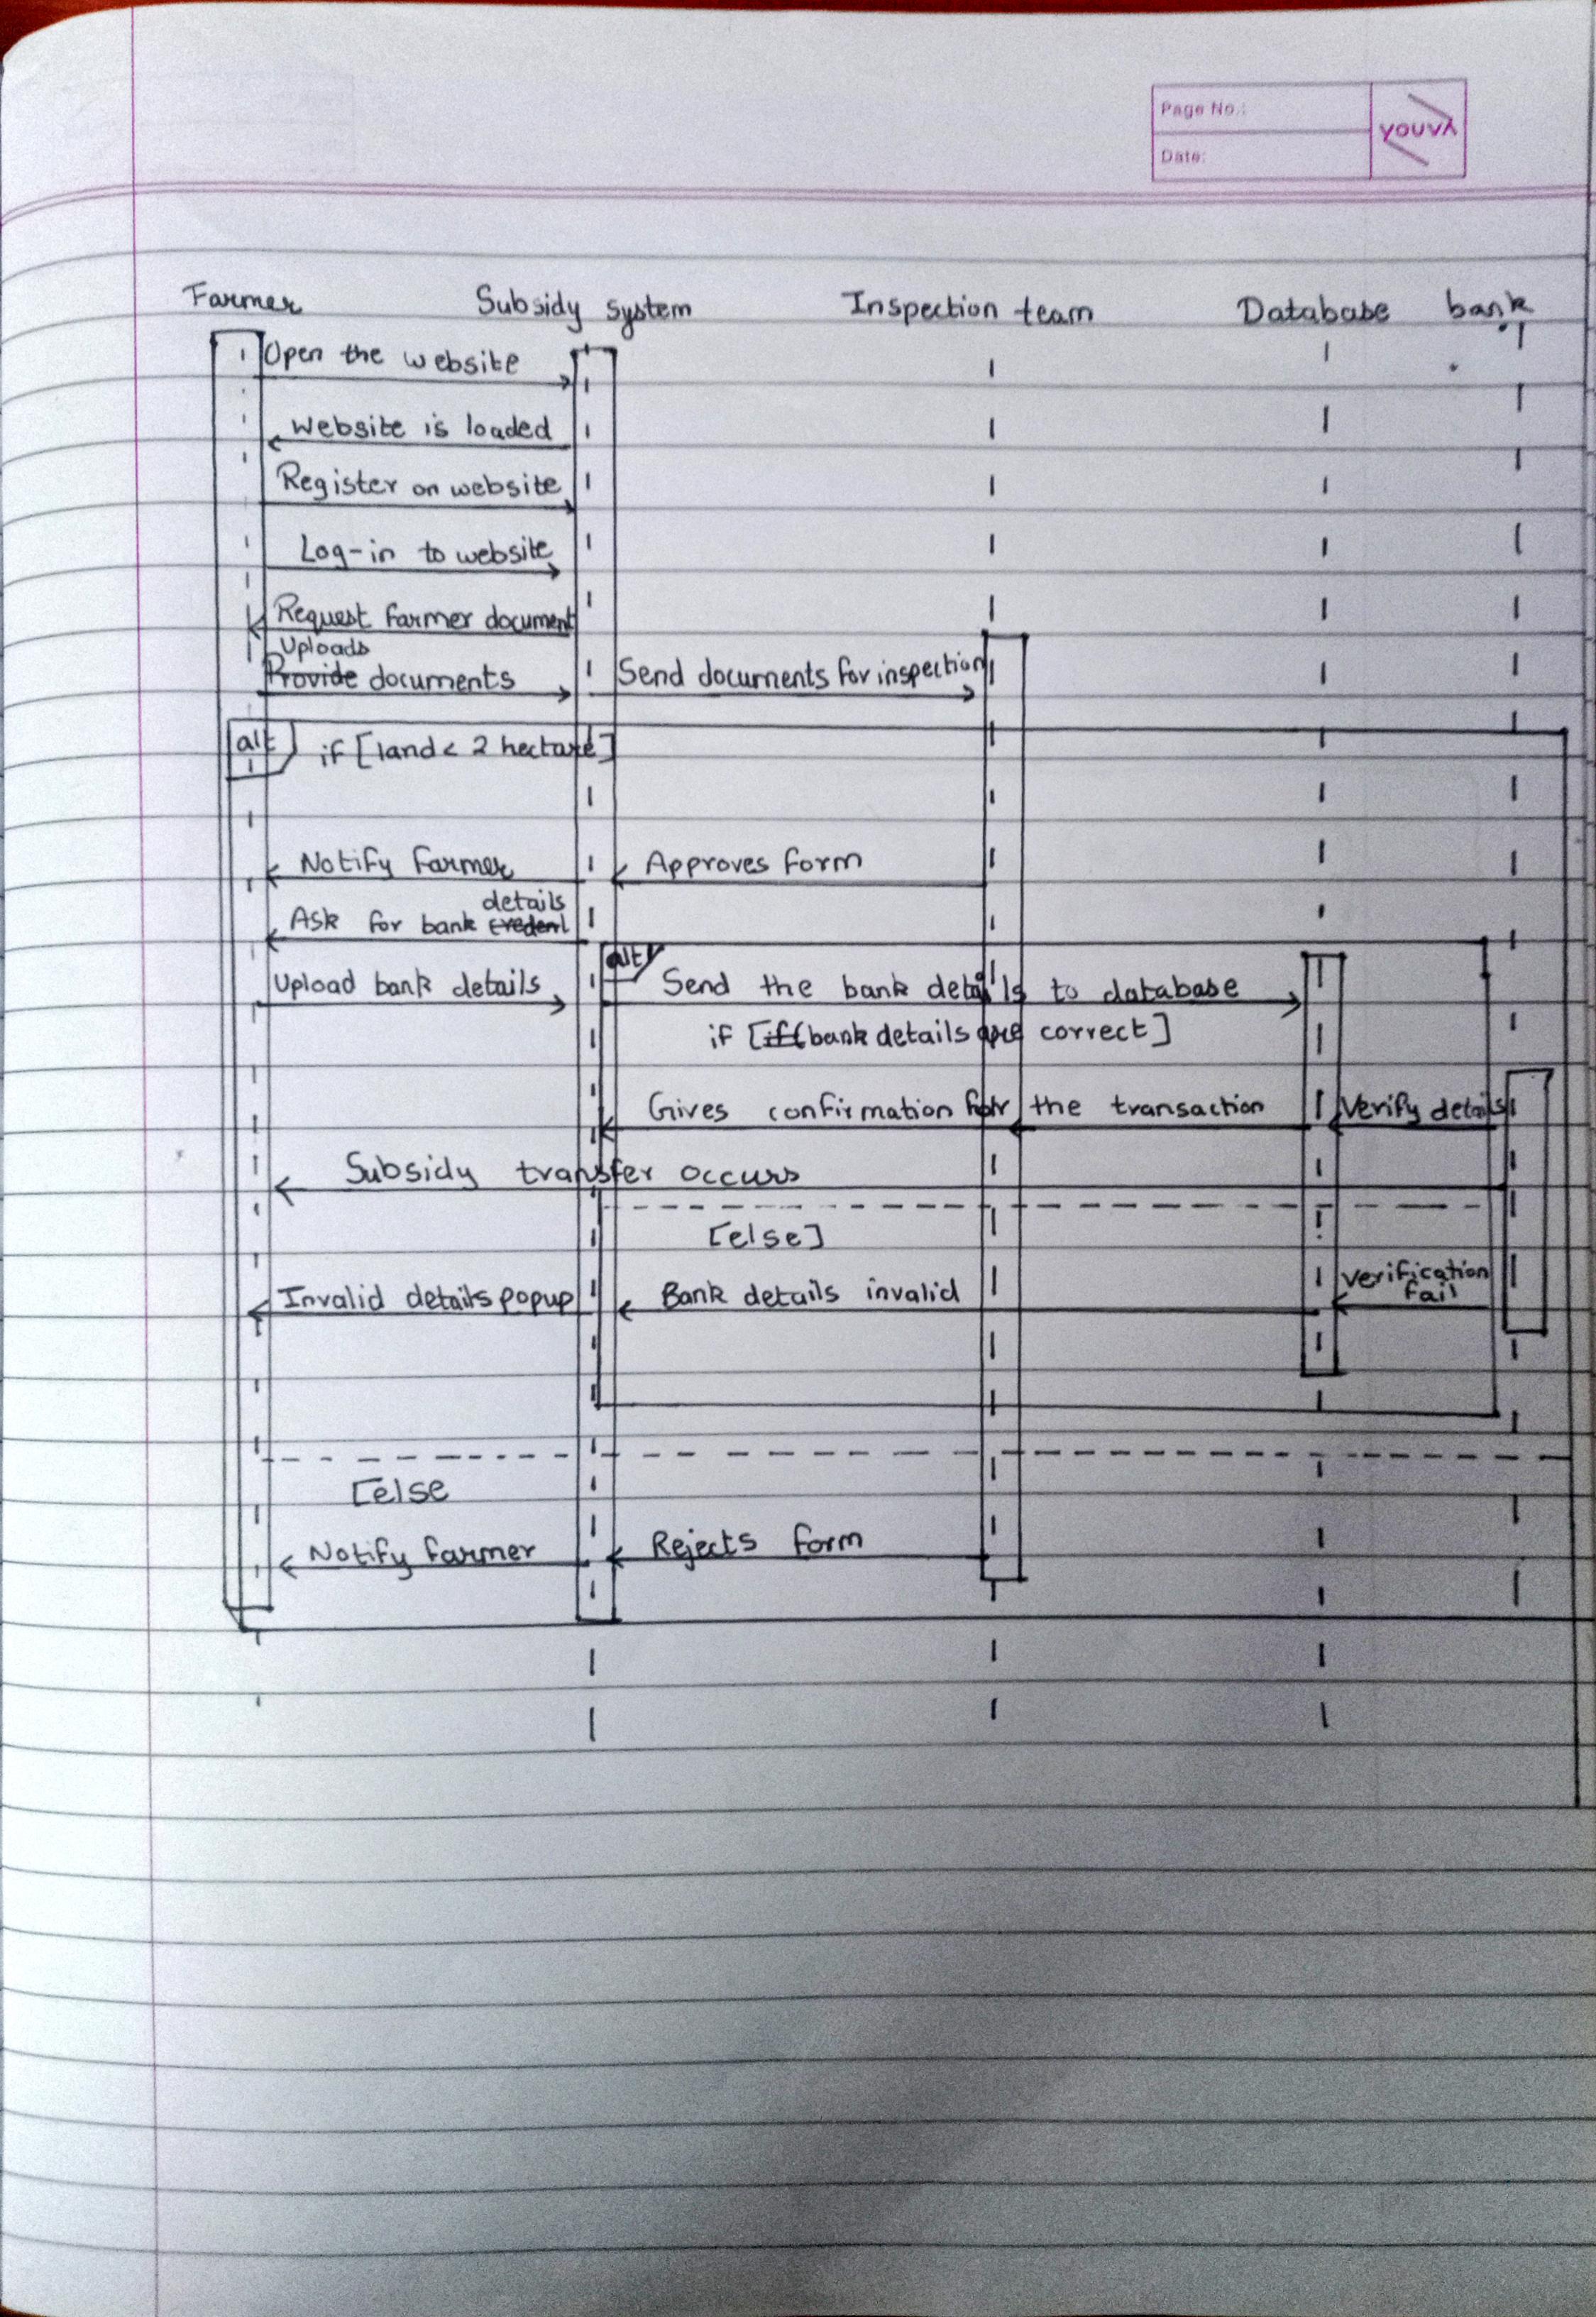 Page No.:
Date:
youva
Farmer Subsidy system Inspection team Database bank
Open the website
Website is loaded
Register on website
Log-in to website
Request farmer document
Uploads
Provide documents Send documents for inspection
alt if [land < 2 hectare]
Notify farmer Approves form
details
Ask for bank credent
alt
Upload bank details Send the bank details to database
if [if( bank details are correct]
Gives confirmation for the transaction Verify details
Subsidy transfer occurs
[else]
Invalid details popup Bank details invalid verification
fail
[else
Notify farmer Rejects form